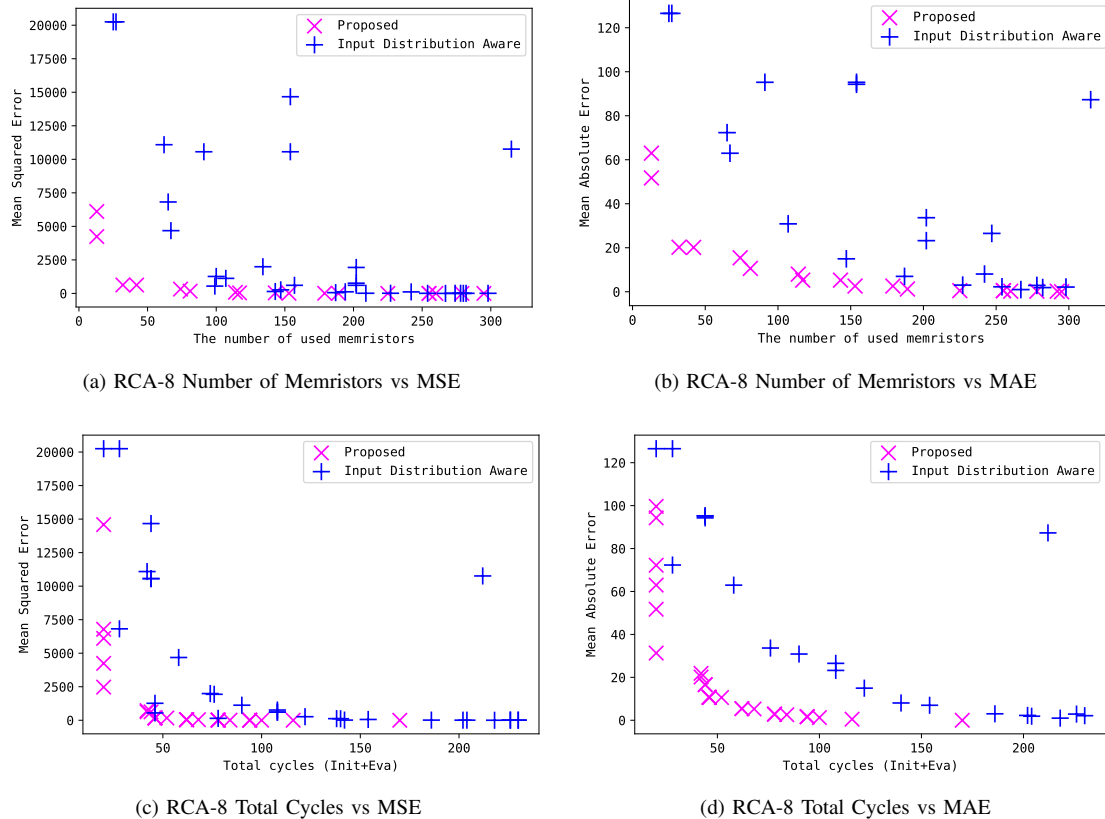 20000
17500
15000
12500
10000
7500
5000
2500
0
Mean Squared Error
Proposed
Input Distribution Aware
0 50 100 150 200 250 300
The number of used memristors
(a) RCA-8 Number of Memristors vs MSE
120
100
80
60
40
20
0
Mean Absolute Error
Proposed
Input Distribution Aware
0 50 100 150 200 250 300
The number of used memristors
(b) RCA-8 Number of Memristors vs MAE
20000
17500
15000
12500
10000
7500
5000
2500
0
Mean Squared Error
Proposed
Input Distribution Aware
50 100 150 200
Total cycles (Init+Eva)
(c) RCA-8 Total Cycles vs MSE
120
100
80
60
40
20
0
Mean Absolute Error
Proposed
Input Distribution Aware
50 100 150 200
Total cycles (Init+Eva)
(d) RCA-8 Total Cycles vs MAE